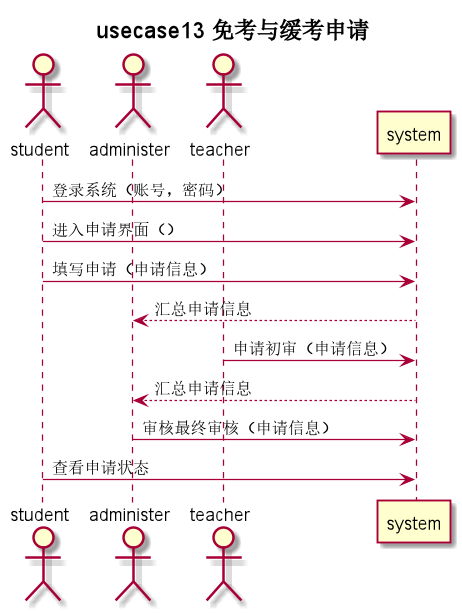 usecase13 免考与缓考申请
student administer teacher system
登录系统（账号，密码）
进入申请界面（）
填写申请（申请信息）
汇总申请信息
申请初审（申请信息）
汇总申请信息
审核最终审核（申请信息）
查看申请状态
student administer teacher system